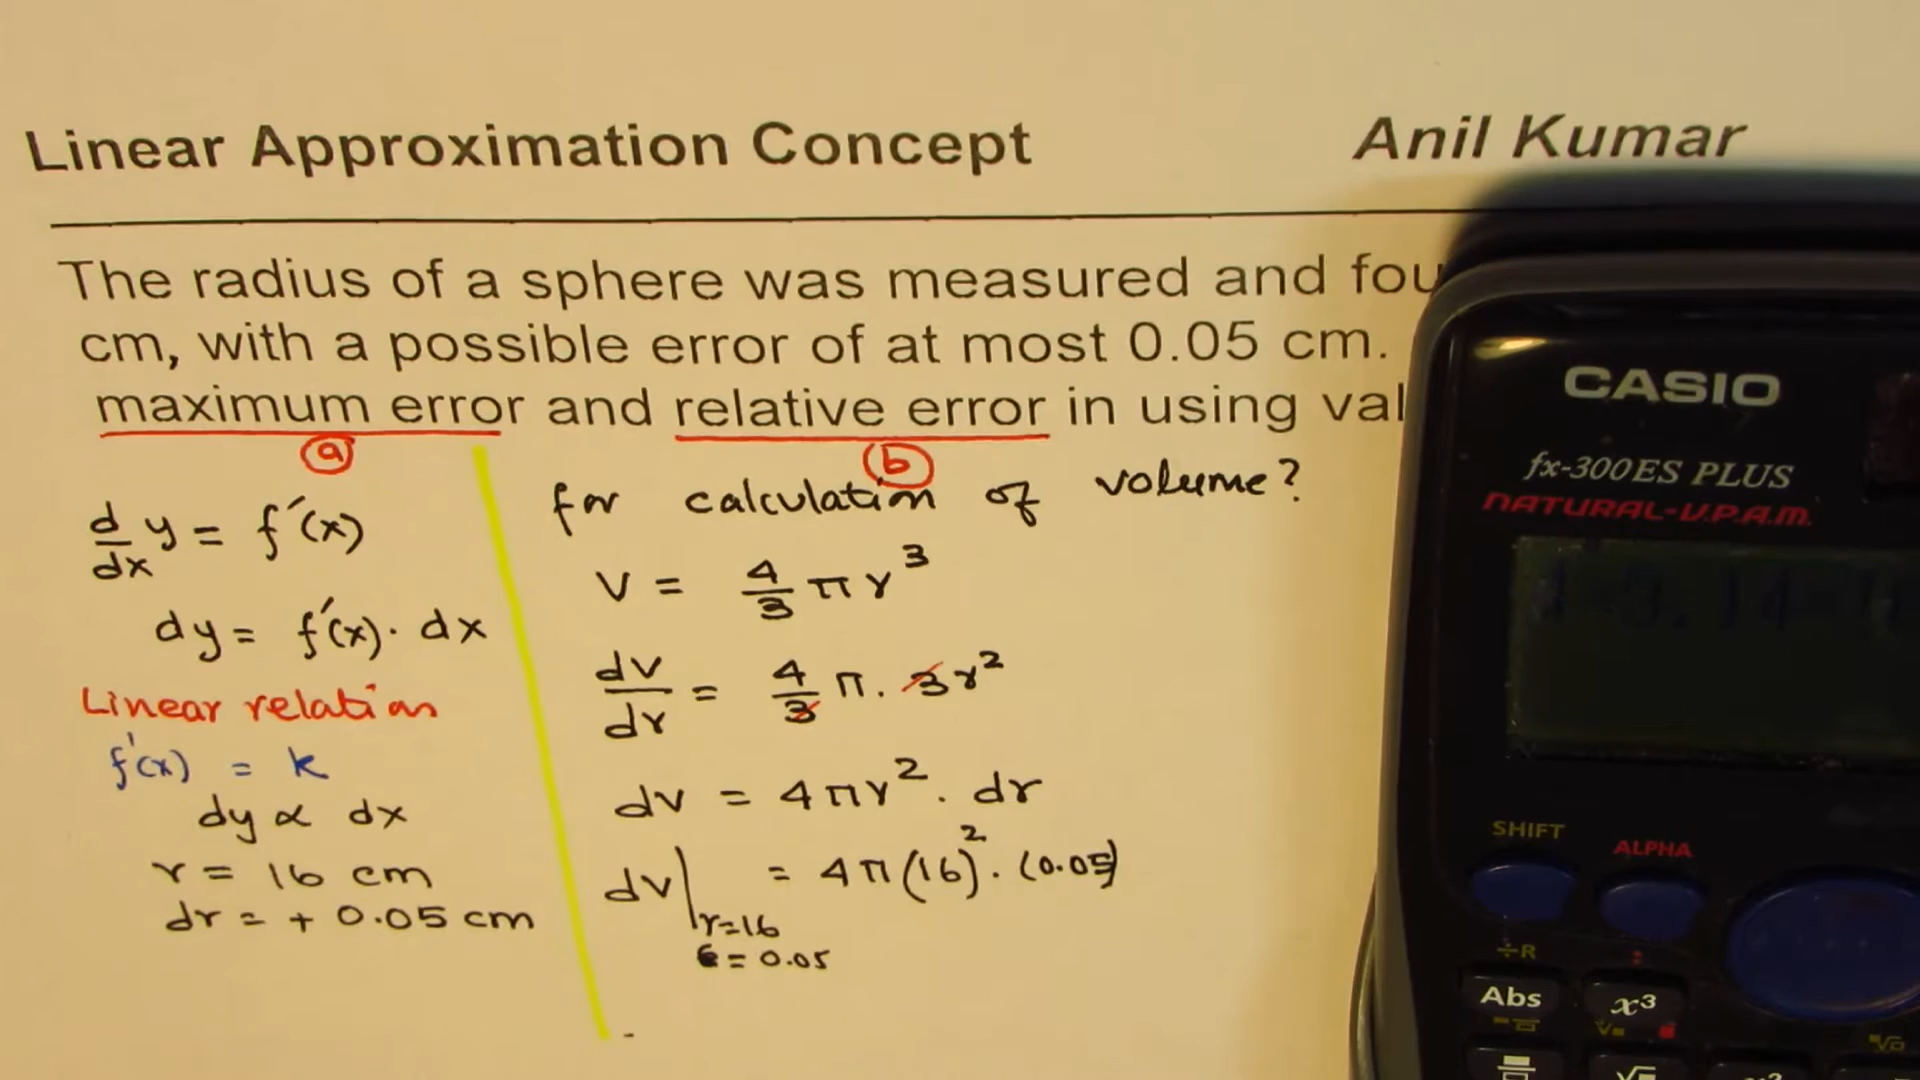 Linear Approximation Concept
Anil Kumar
The radius of a sphere was measured and fou
cm, with a possible error of at most 0.05 cm.
maximum error and relative error in using val
a
b
for calculation of volume?
d/dx y = f′(x)
dy = f′(x). dx
Linear relation
f′(x) = k
dy ∝ dx
r = 16 cm
dr = + 0.05 cm
V = 4/3 π r³
dv/dr = 4/3 π. 3r²
dv = 4πr². dr
dv| = 4π(16)². (0.05)
r=16
= 0.05
CASIO
fx-300ES PLUS
NATURAL-V.P.A.M.
SHIFT
ALPHA
÷R
:
Abs
x³